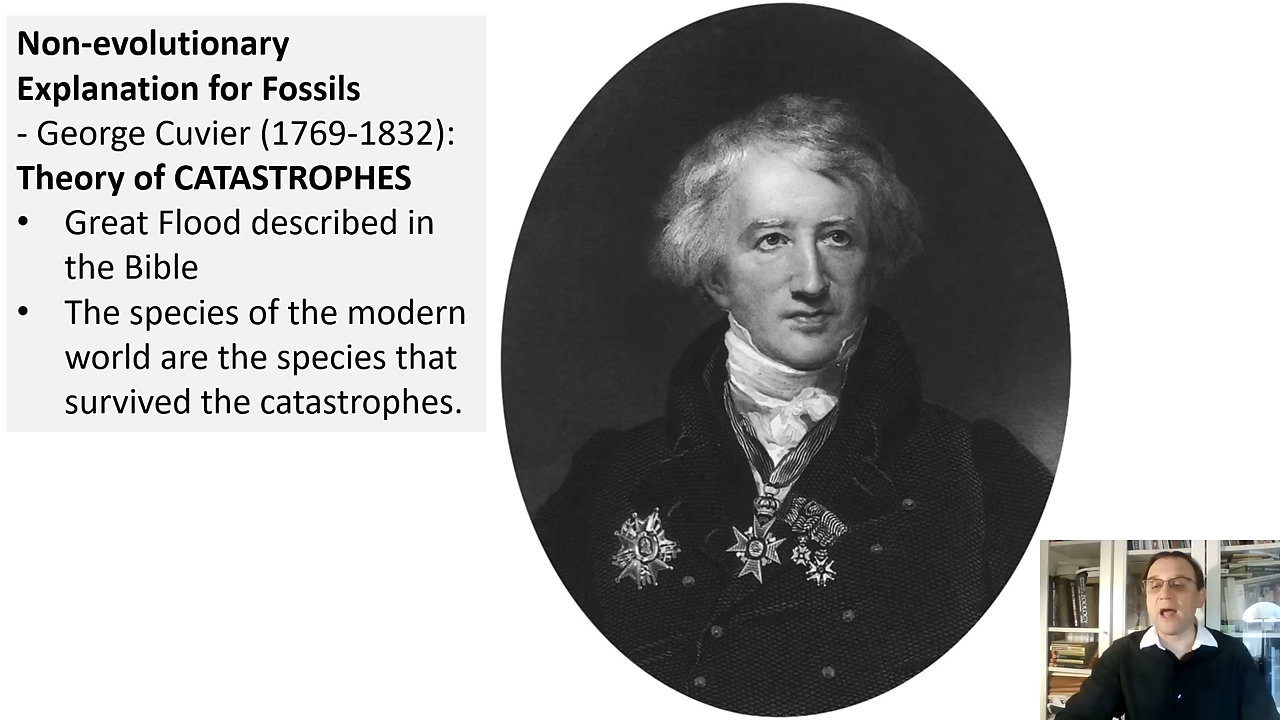 Non-evolutionary
Explanation for Fossils
- George Cuvier (1769-1832):
Theory of CATASTROPHES
• Great Flood described in
the Bible
• The species of the modern
world are the species that
survived the catastrophes.